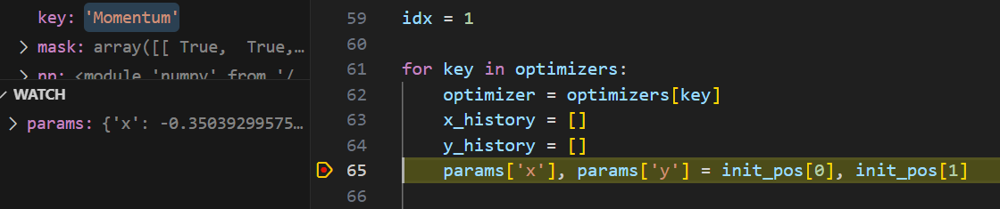 key: 'Momentum'
mask: array([[ True,  True,...
np: <module 'numpy' from '/
WATCH
params: {'x': -0.35039299575...
59 idx = 1
60
61 for key in optimizers:
62     optimizer = optimizers[key]
63     x_history = []
64     y_history = []
65     params['x'], params['y'] = init_pos[0], init_pos[1]
66